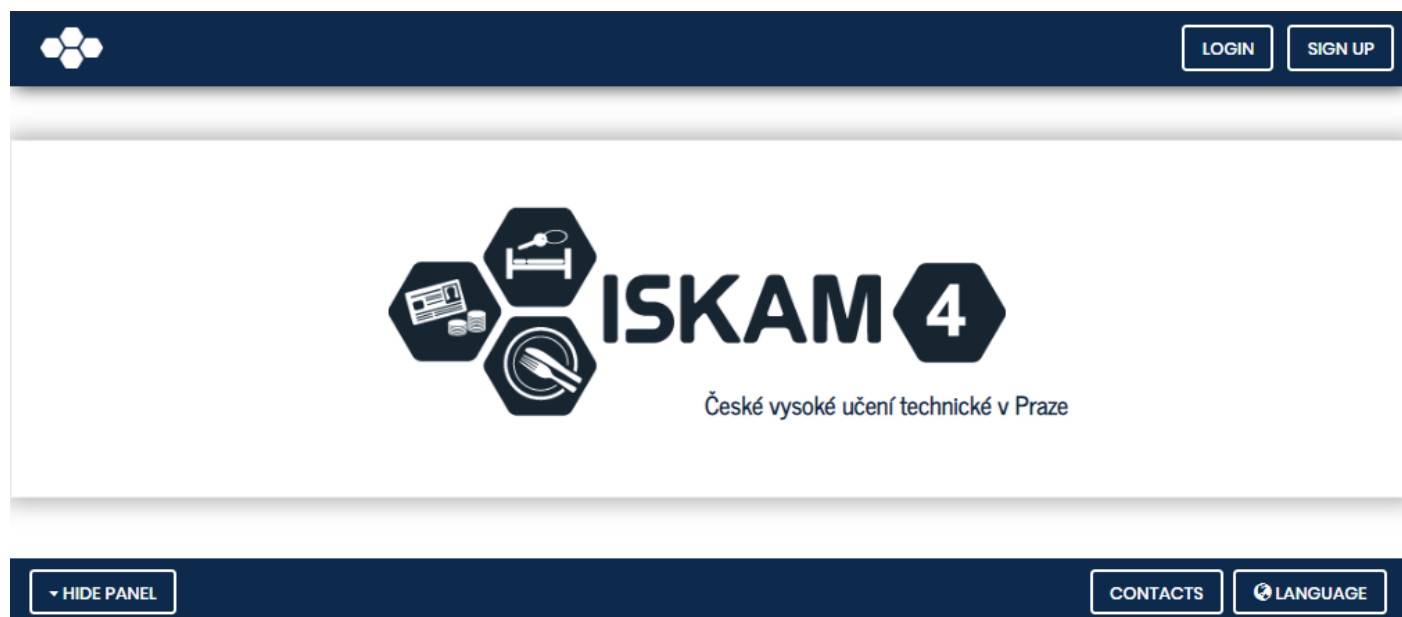 LOGIN SIGN UP
ISKAM 4
České vysoké učení technické v Praze
HIDE PANEL CONTACTS LANGUAGE